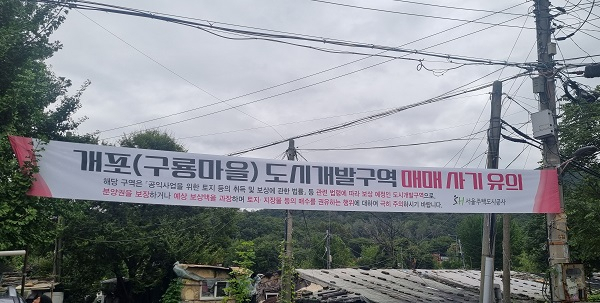 개포(구룡마을) 도시개발구역 매매 사기 유의
해당 구역은 '공익사업을 위한 토지 등의 취득 및 보상에 관한 법률」 등 관련 법령에 따라 보상 예정인 도시개발구역으로,
분양권을 보장하거나 예상 보상액을 과장하며 토지·지장물 등의 매수를 권유하는 행위에 대하여 극히 주의하시기 바랍니다.
SH 서울주택도시공사